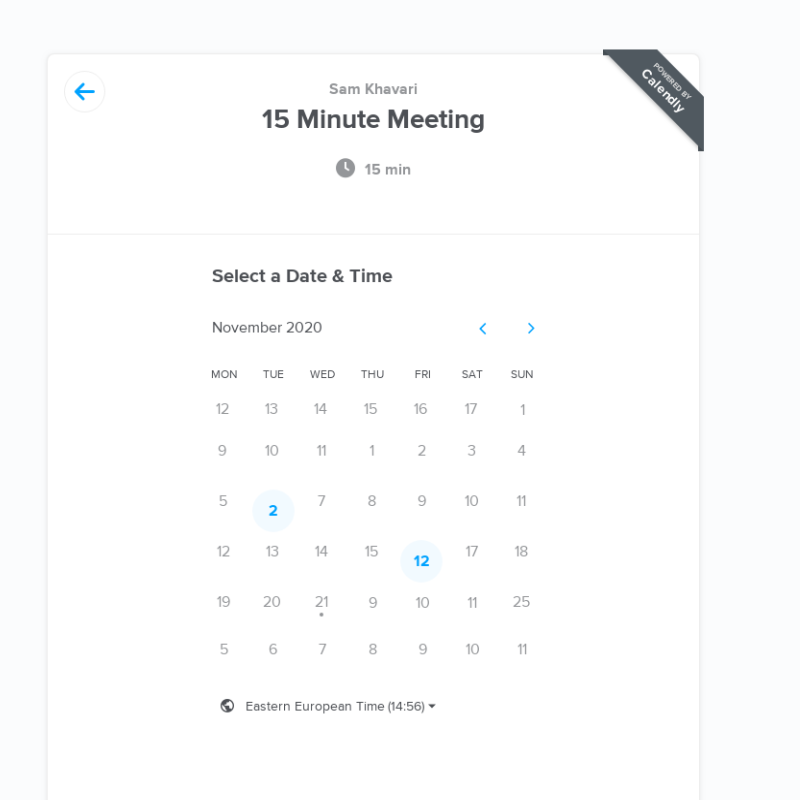 POWERED BY
Calendly
Sam Khavari
15 Minute Meeting
15 min
Select a Date & Time
November 2020
MON TUE WED THU FRI SAT SUN
12 13 14 15 16 17 1
9 10 11 1 2 3 4
5 2 7 8 9 10 11
12 13 14 15 12 17 18
19 20 21 9 10 11 25
5 6 7 8 9 10 11
Eastern European Time (14:56)